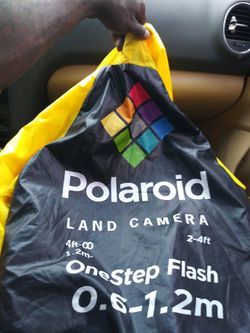 Polaroid
LAND CAMERA
4ft-∞ 2-4ft
1.2m-
OneStep Flash
0.6-1.2m